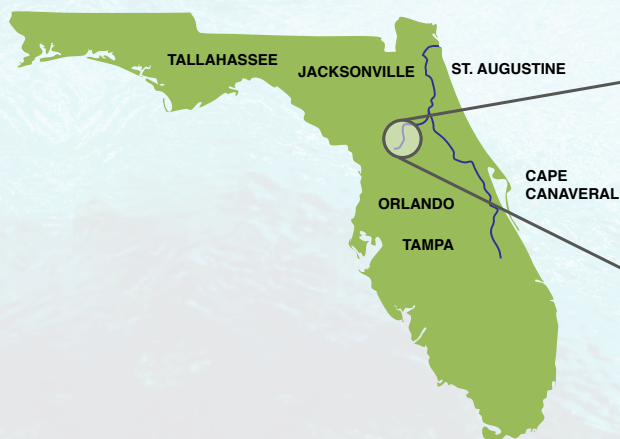 TALLAHASSEE
JACKSONVILLE
ST. AUGUSTINE
CAPE
CANAVERAL
ORLANDO
TAMPA